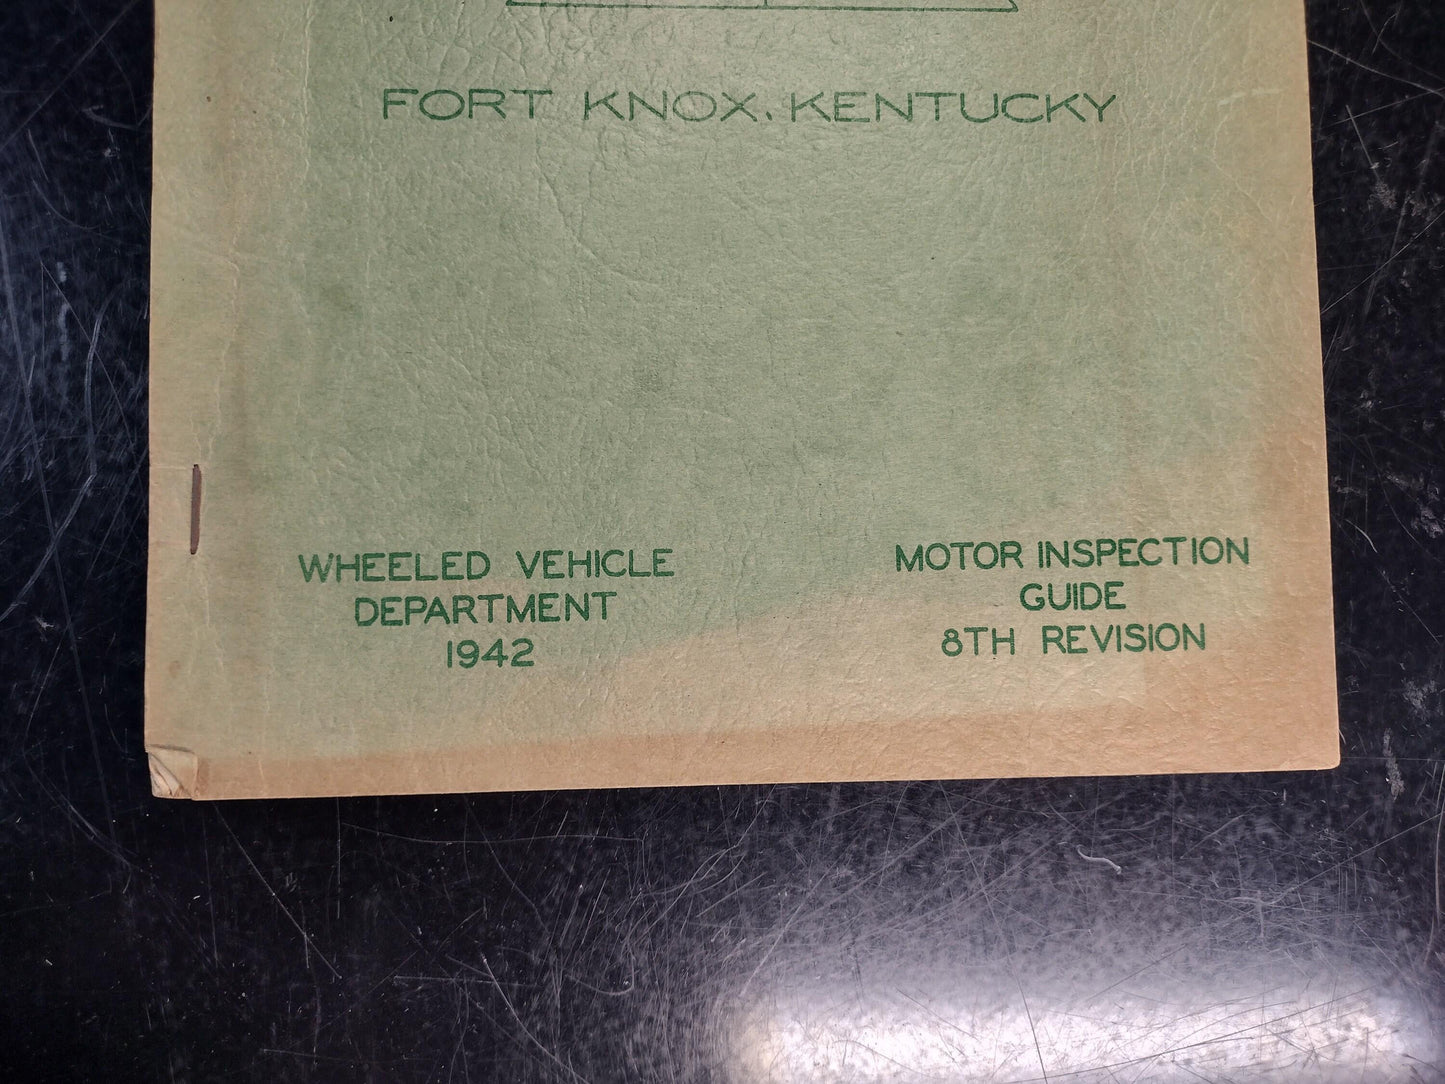 FORT KNOX, KENTUCKY
WHEELED VEHICLE
DEPARTMENT
1942
MOTOR INSPECTION
GUIDE
8TH REVISION